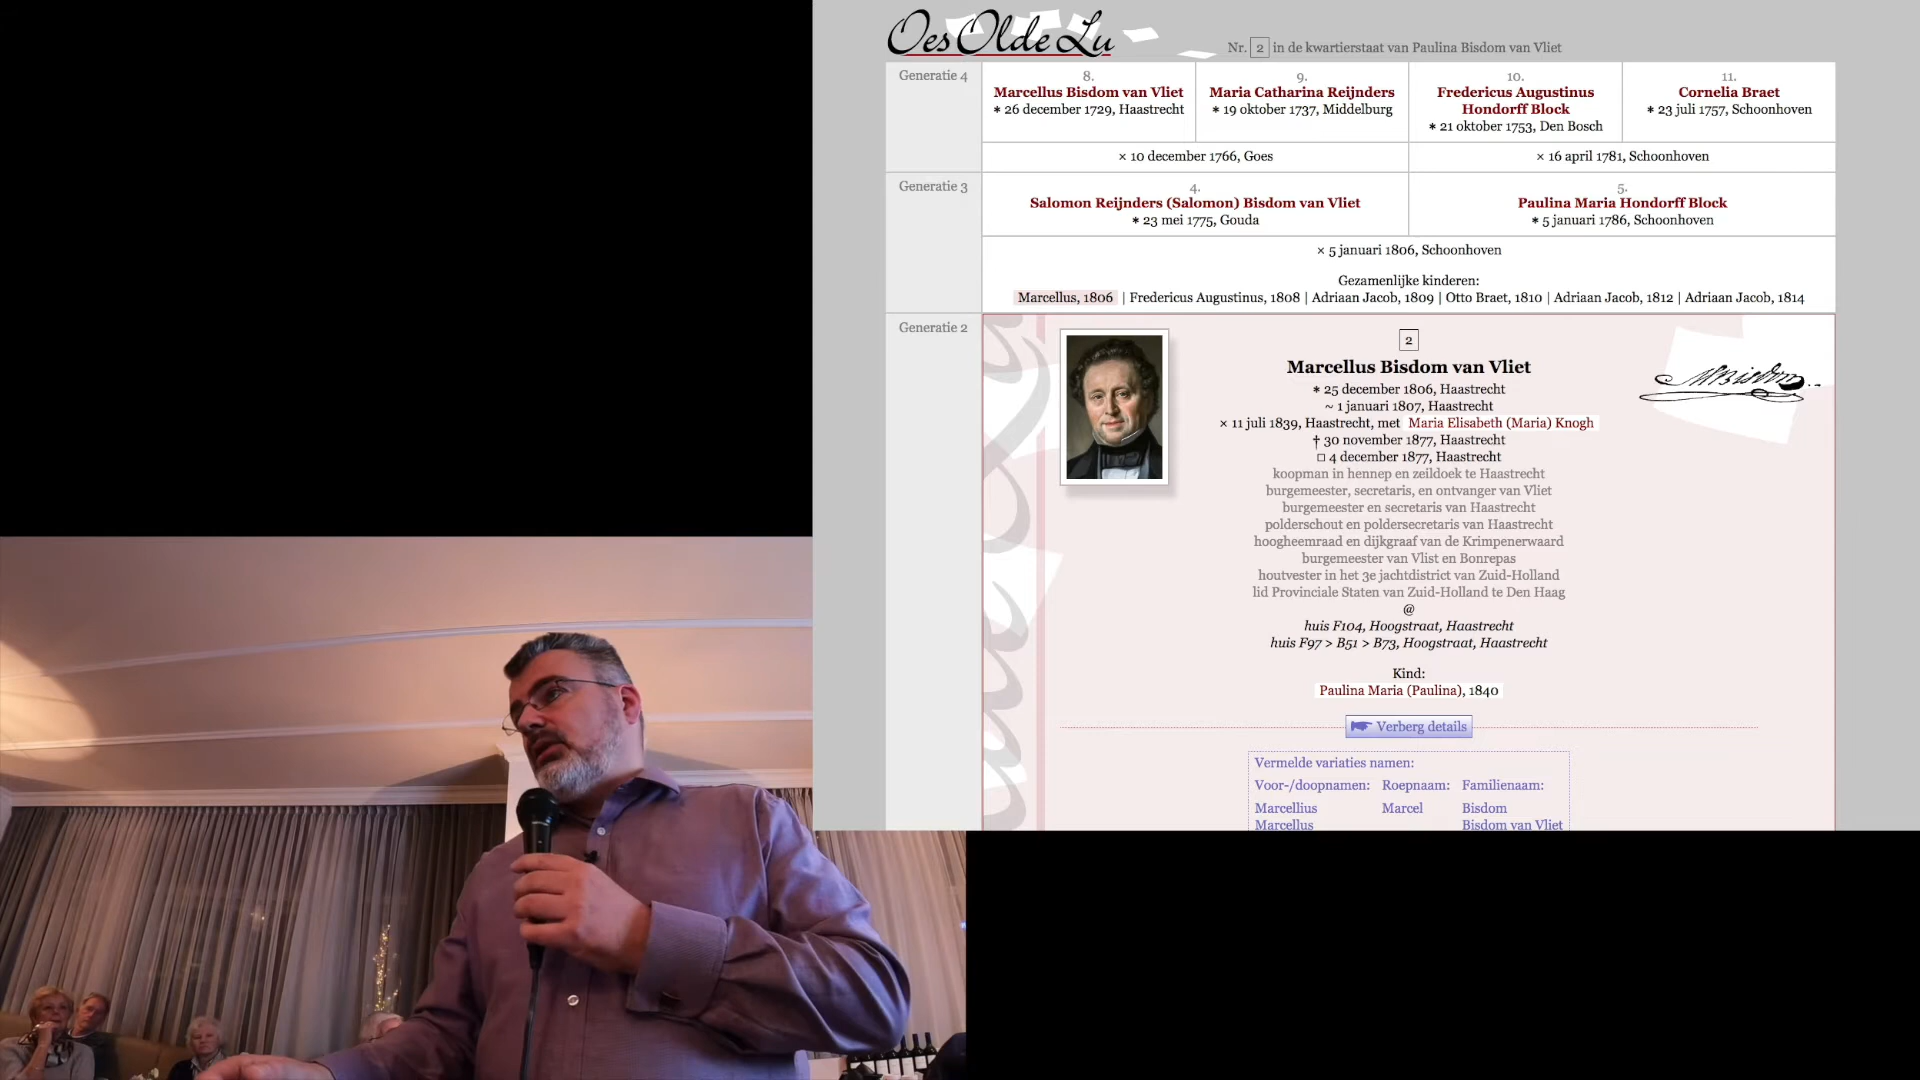 Oes Olde Lu
Nr. 2 in de kwartierstaat van Paulina Bisdom van Vliet
Generatie 4
8.
Marcellus Bisdom van Vliet
* 26 december 1729, Haastrecht
9.
Maria Catharina Reijnders
* 19 oktober 1737, Middelburg
10.
Fredericus Augustinus
Hondorff Block
* 21 oktober 1753, Den Bosch
11.
Cornelia Braet
* 23 juli 1757, Schoonhoven
× 10 december 1766, Goes
× 16 april 1781, Schoonhoven
Generatie 3
4.
Salomon Reijnders (Salomon) Bisdom van Vliet
* 23 mei 1775, Gouda
5.
Paulina Maria Hondorff Block
* 5 januari 1786, Schoonhoven
× 5 januari 1806, Schoonhoven
Gezamenlijke kinderen:
Marcellus, 1806 | Fredericus Augustinus, 1808 | Adriaan Jacob, 1809 | Otto Braet, 1810 | Adriaan Jacob, 1812 | Adriaan Jacob, 1814
Generatie 2
2
Marcellus Bisdom van Vliet
* 25 december 1806, Haastrecht
~ 1 januari 1807, Haastrecht
× 11 juli 1839, Haastrecht, met Maria Elisabeth (Maria) Knogh
† 30 november 1877, Haastrecht
□ 4 december 1877, Haastrecht
koopman in hennep en zeildoek te Haastrecht
burgemeester, secretaris, en ontvanger van Vliet
burgemeester en secretaris van Haastrecht
polderschout en poldersecretaris van Haastrecht
hoogheemraad en dijkgraaf van de Krimpenerwaard
burgemeester van Vlist en Bonrepas
houtvester in het 3e jachtdistrict van Zuid-Holland
lid Provinciale Staten van Zuid-Holland te Den Haag
@
huis F104, Hoogstraat, Haastrecht
huis F97 > B51 > B73, Hoogstraat, Haastrecht
Kind:
Paulina Maria (Paulina), 1840
Verberg details
Vermelde variaties namen:
Voor-/doopnamen: Roepnaam: Familienaam:
Marcellius Marcel Bisdom
Marcellus Bisdom van Vliet
MBisdom